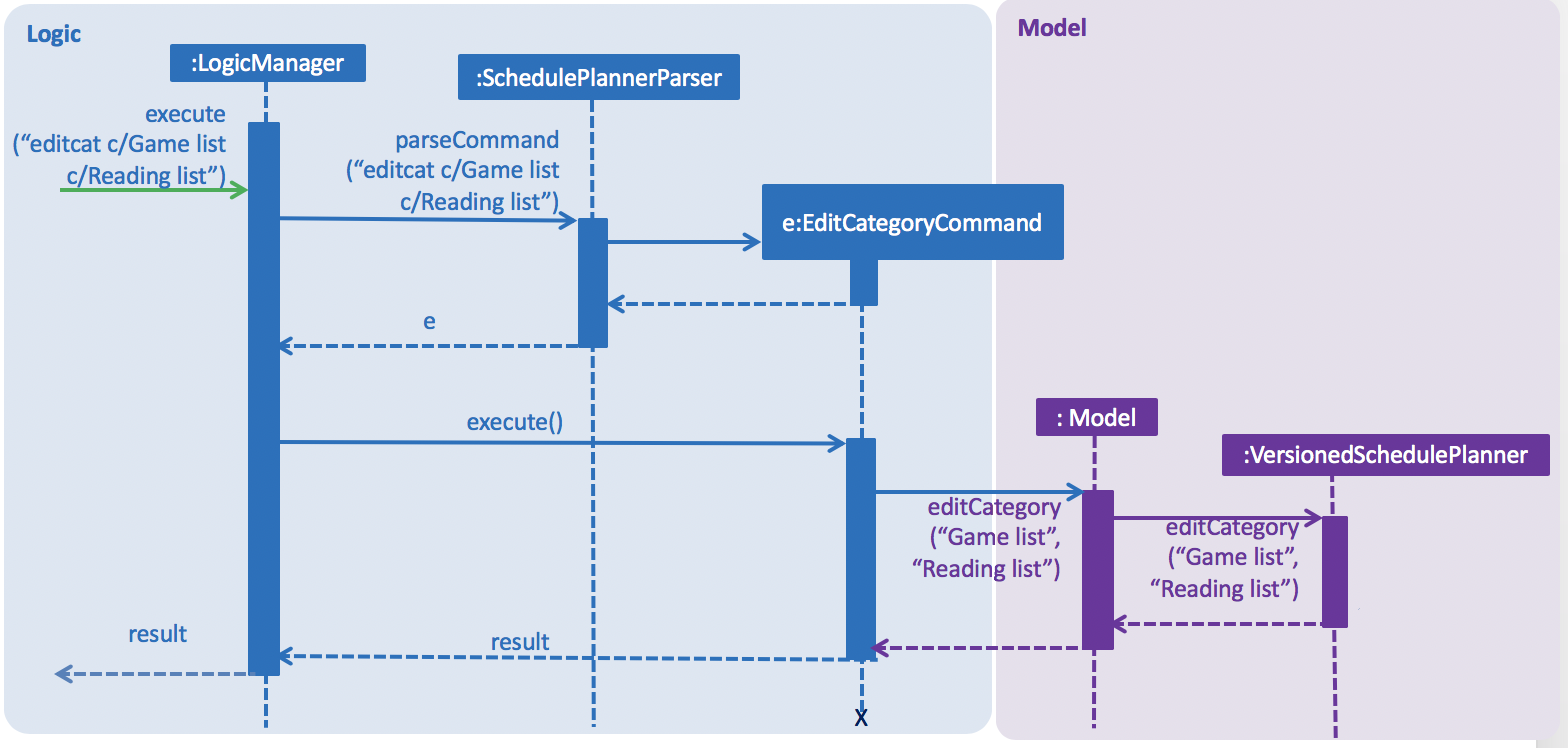 Logic
Model
:LogicManager
:SchedulePlannerParser
execute
(“editcat c/Game list
c/Reading list”)
parseCommand
(“editcat c/Game list
c/Reading list”)
e:EditCategoryCommand
e
execute()
: Model
:VersionedSchedulePlanner
editCategory
(“Game list”,
“Reading list”)
editCategory
(“Game list”,
“Reading list”)
result
result
X